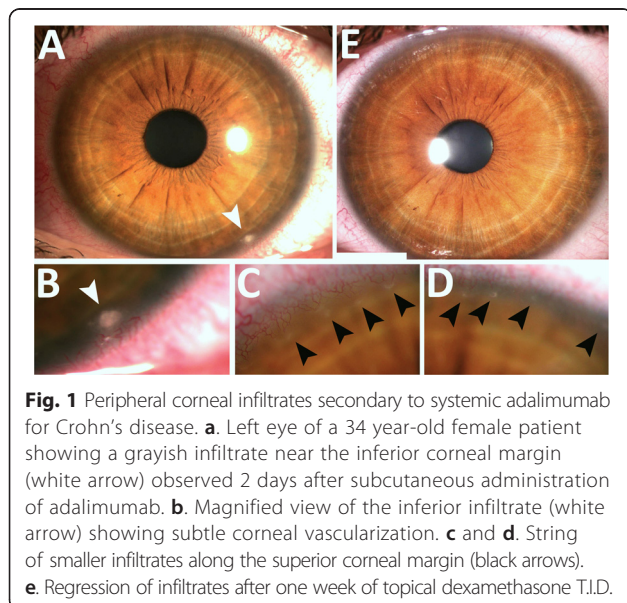 A
E
B
C
D
Fig. 1 Peripheral corneal infiltrates secondary to systemic adalimumab
for Crohn's disease. a. Left eye of a 34 year-old female patient
showing a grayish infiltrate near the inferior corneal margin
(white arrow) observed 2 days after subcutaneous administration
of adalimumab. b. Magnified view of the inferior infiltrate (white
arrow) showing subtle corneal vascularization. c and d. String
of smaller infiltrates along the superior corneal margin (black arrows).
e. Regression of infiltrates after one week of topical dexamethasone T.I.D.